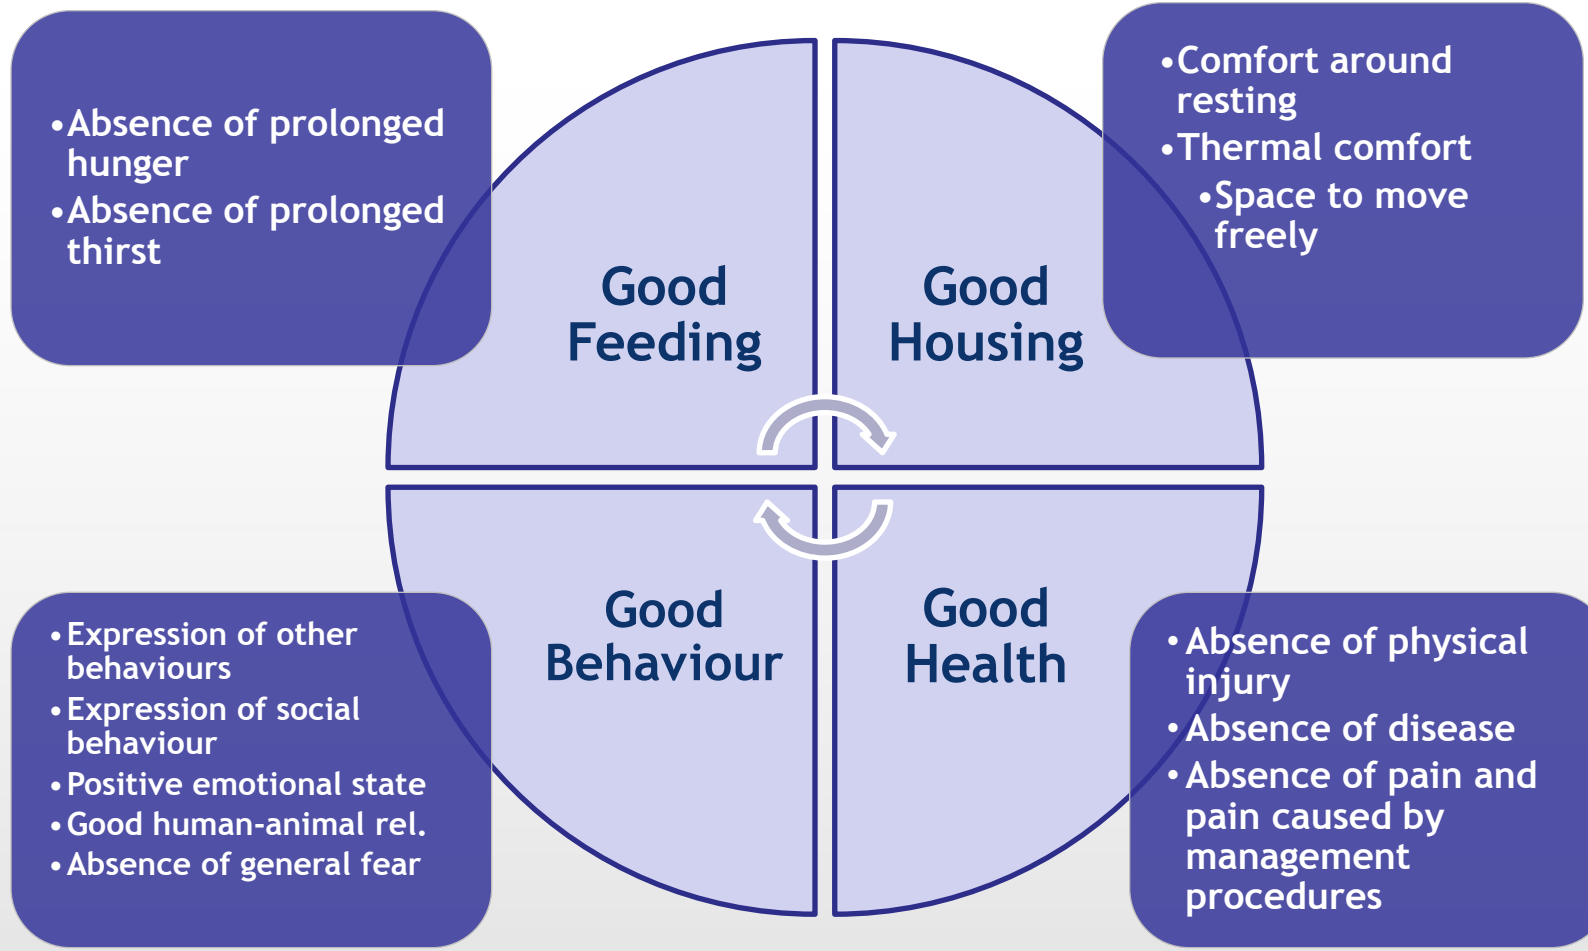 •Absence of prolonged
hunger
•Absence of prolonged
thirst
•Comfort around
resting
•Thermal comfort
•Space to move
freely
Good
Feeding
Good
Housing
Good
Behaviour
Good
Health
•Expression of other
behaviours
•Expression of social
behaviour
•Positive emotional state
•Good human-animal rel.
•Absence of general fear
•Absence of physical
injury
•Absence of disease
•Absence of pain and
pain caused by
management
procedures